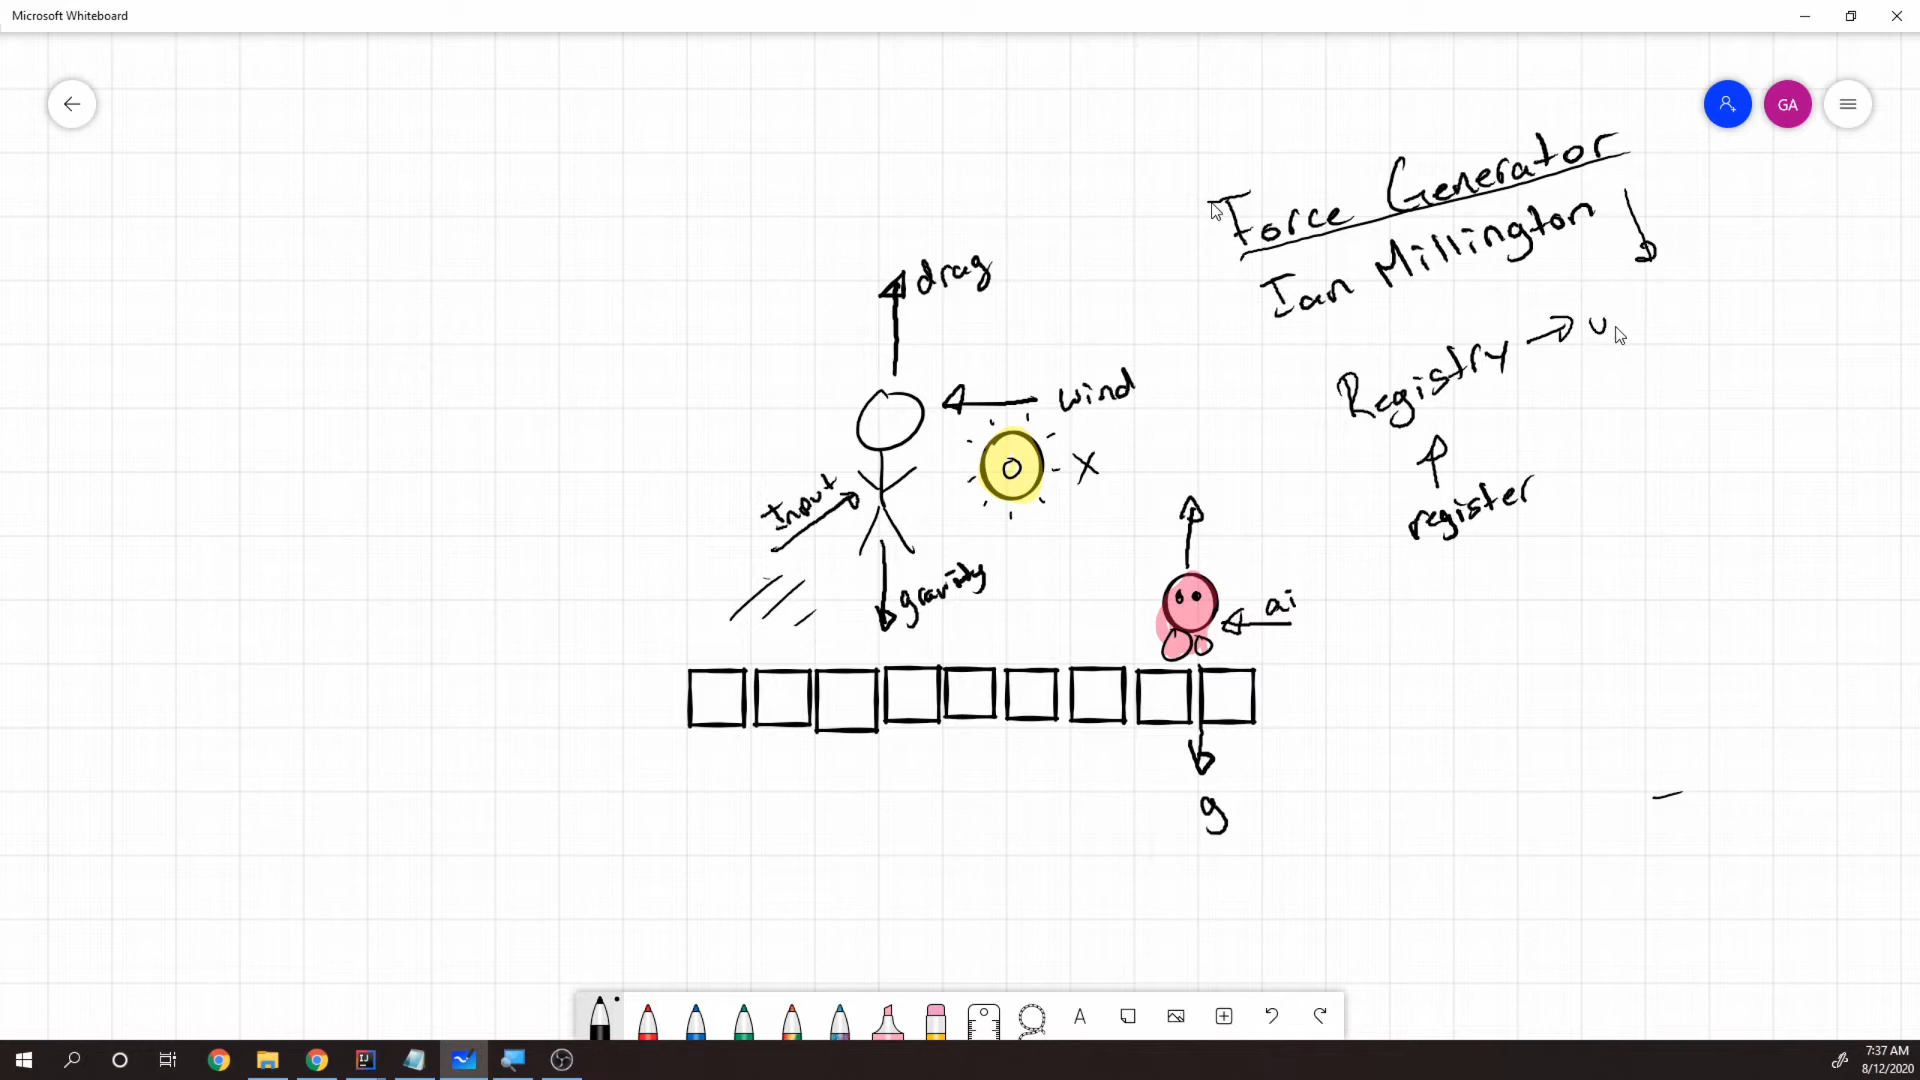 Microsoft Whiteboard
GA
Force Generator
Ian Millington
drag
Registry → u
wind
X
Input
register
gravity
ai
g
A
7:37 AM
8/12/2020